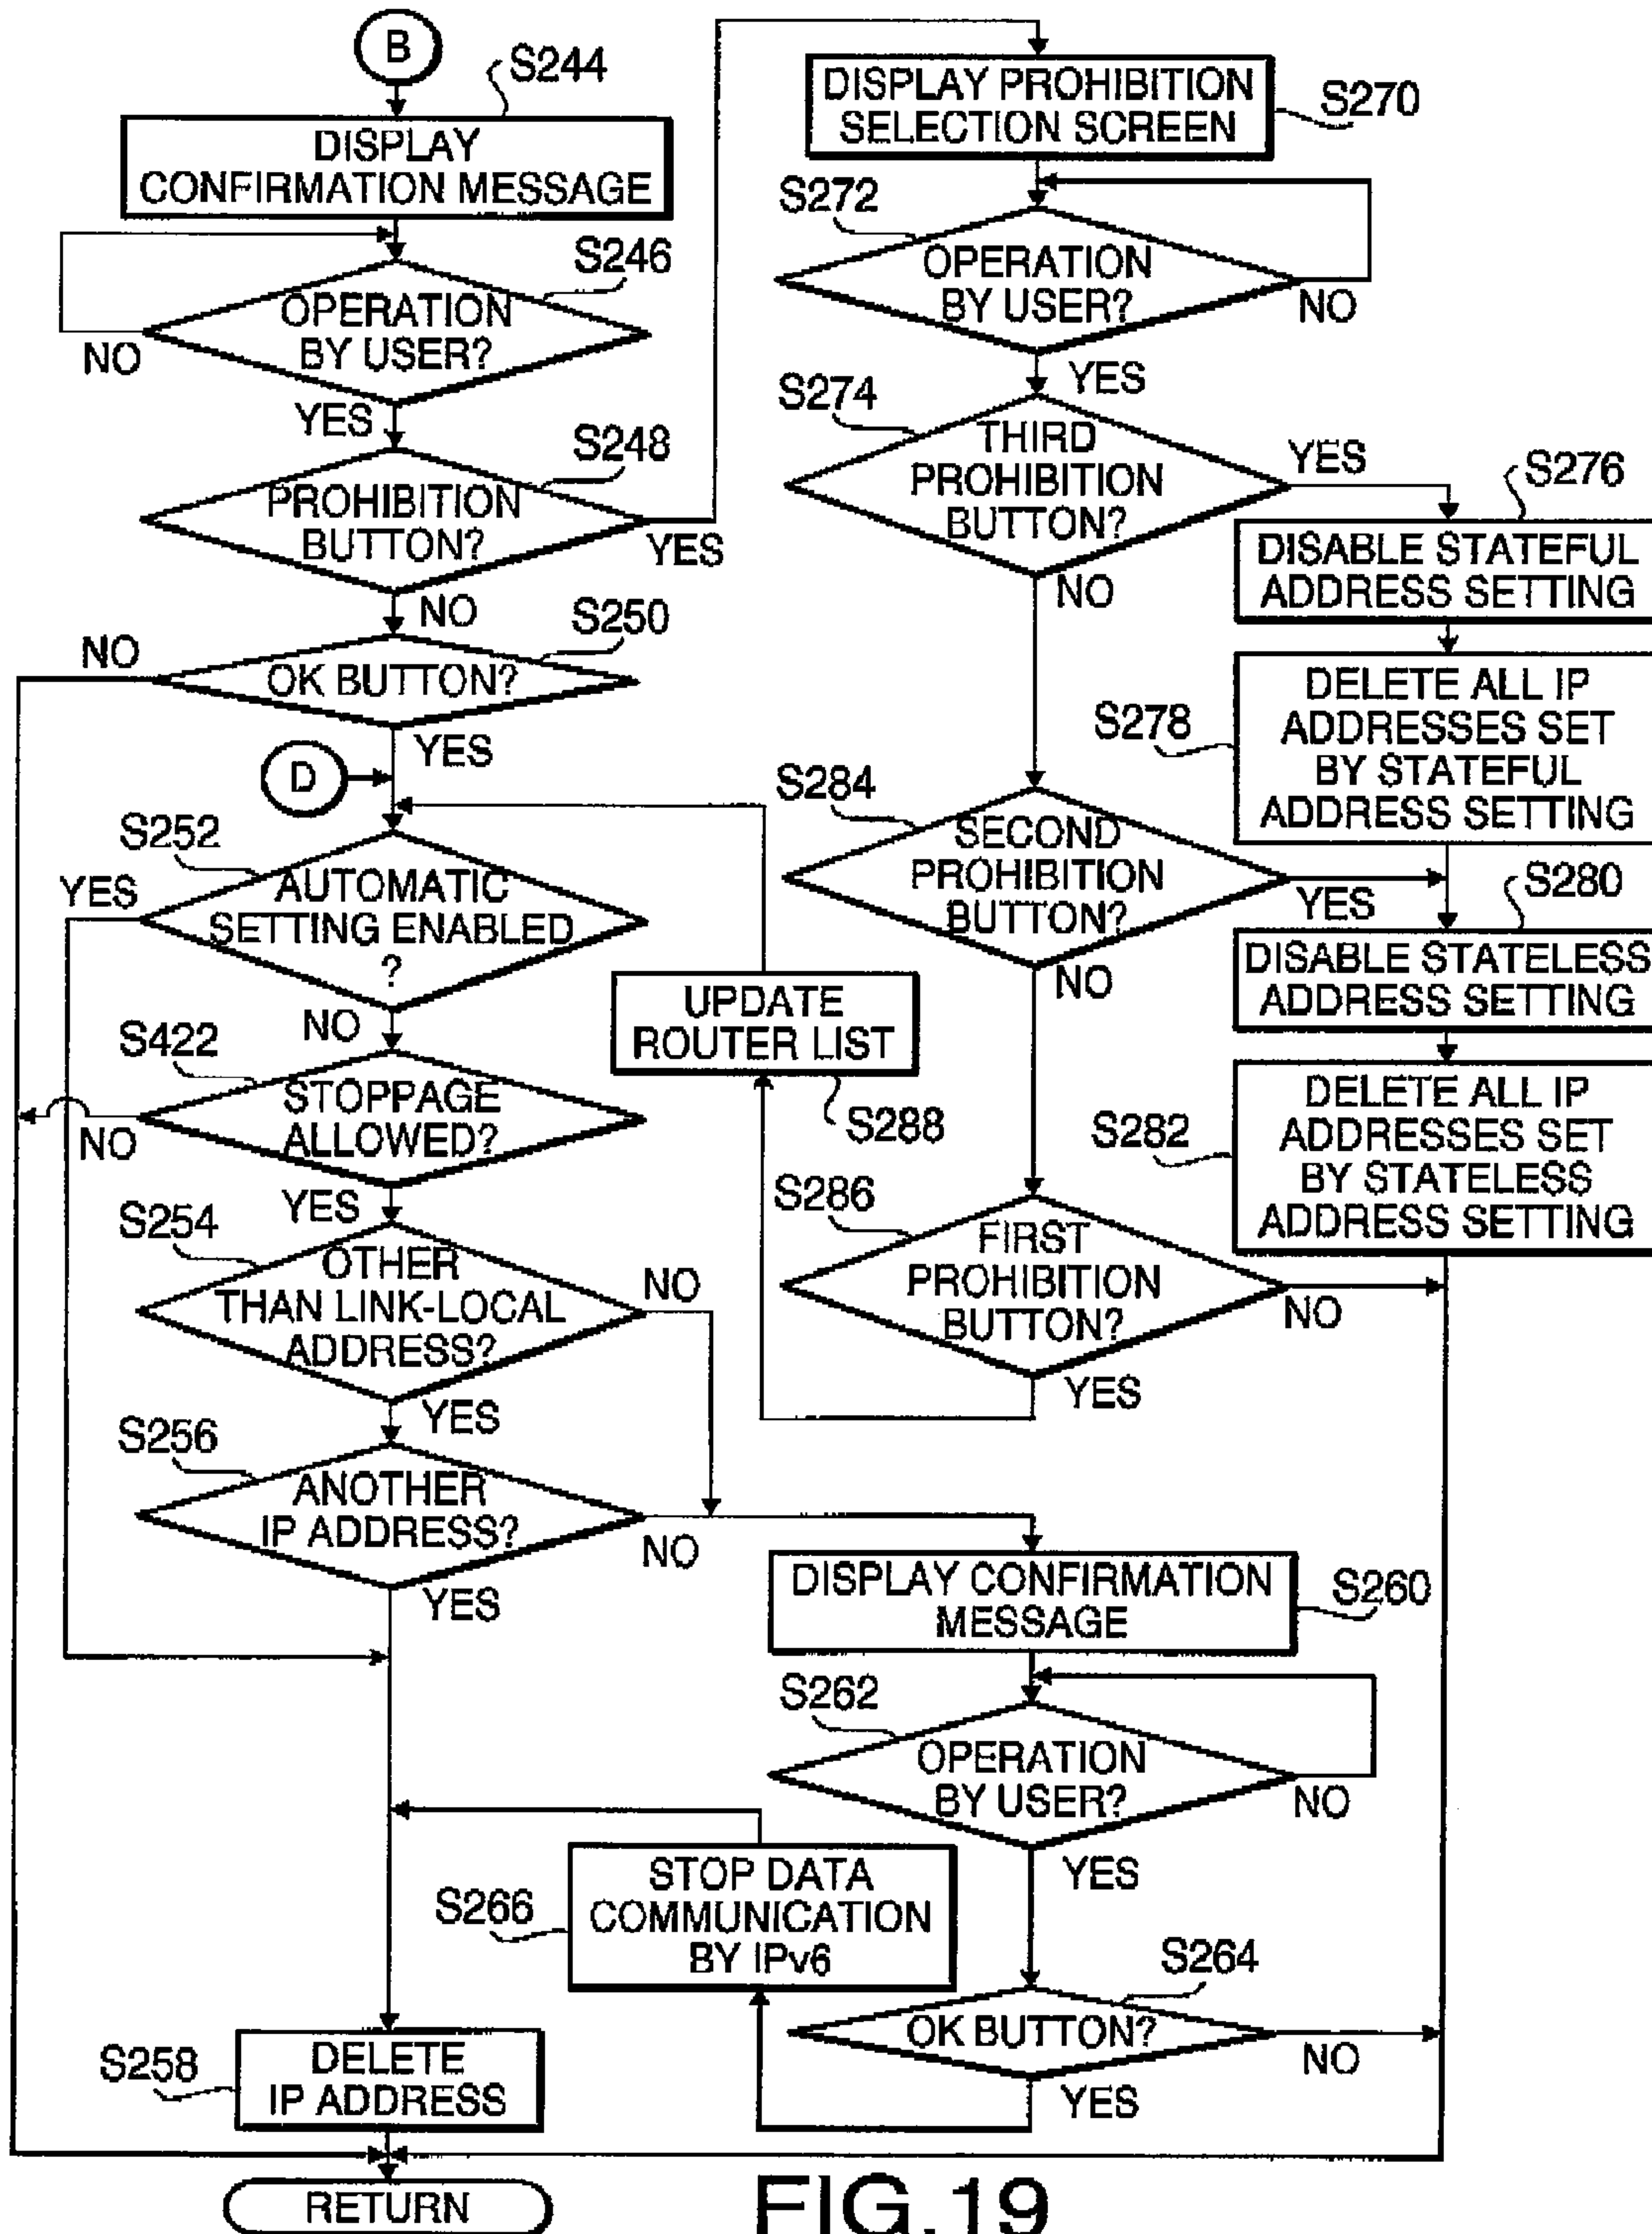 B
S244
DISPLAY
CONFIRMATION MESSAGE
S246
OPERATION
BY USER?
NO
YES
S248
PROHIBITION
BUTTON?
YES
NO
S250
OK BUTTON?
NO
YES
D
S252
AUTOMATIC
SETTING ENABLED
?
YES
NO
S422
STOPPAGE
ALLOWED?
NO
YES
S254
OTHER
THAN LINK-LOCAL
ADDRESS?
NO
YES
S256
ANOTHER
IP ADDRESS?
NO
YES
S258
DELETE
IP ADDRESS
RETURN
DISPLAY PROHIBITION
SELECTION SCREEN
S270
S272
OPERATION
BY USER?
NO
YES
S274
THIRD
PROHIBITION
BUTTON?
YES
NO
S276
DISABLE STATEFUL
ADDRESS SETTING
S278
DELETE ALL IP
ADDRESSES SET
BY STATEFUL
ADDRESS SETTING
S284
SECOND
PROHIBITION
BUTTON?
YES
NO
S280
DISABLE STATELESS
ADDRESS SETTING
S282
DELETE ALL IP
ADDRESSES SET
BY STATELESS
ADDRESS SETTING
S286
FIRST
PROHIBITION
BUTTON?
NO
YES
UPDATE
ROUTER LIST
S288
DISPLAY CONFIRMATION
MESSAGE
S260
S262
OPERATION
BY USER?
NO
YES
S264
OK BUTTON?
NO
YES
S266
STOP DATA
COMMUNICATION
BY IPv6
FIG.19